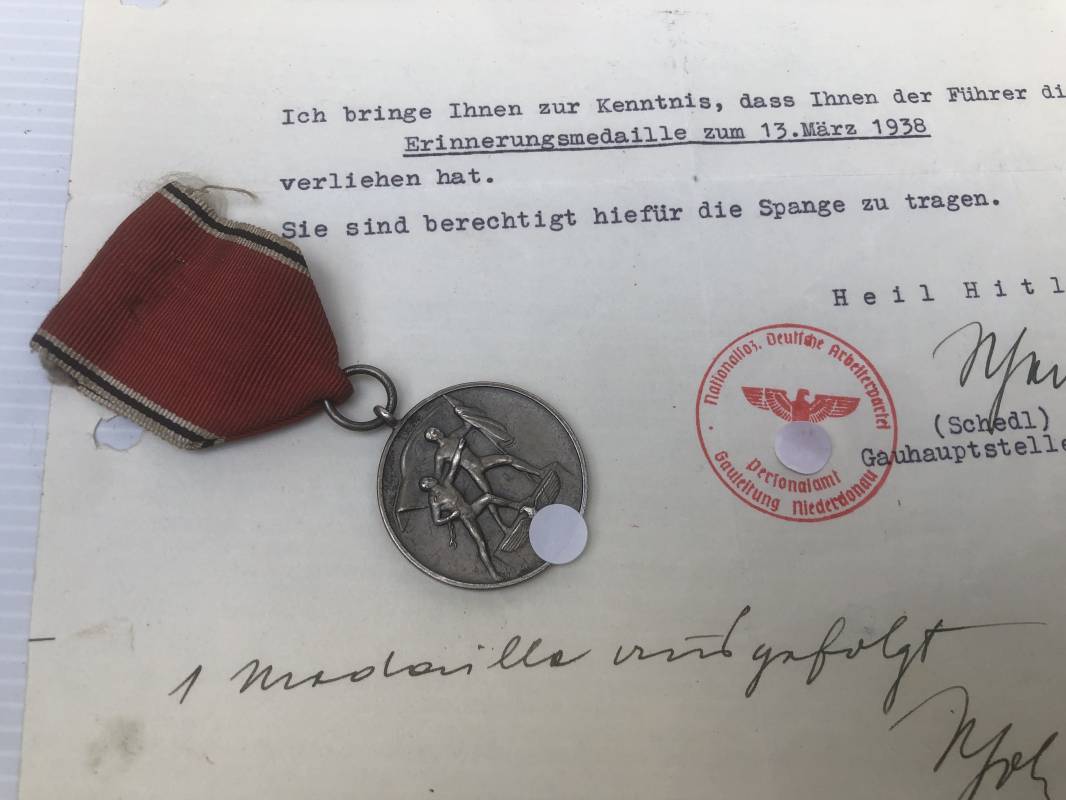 Ich bringe Ihnen zur Kenntnis, dass Ihnen der Führer di
Erinnerungsmedaille zum 13.März 1938
verliehen hat.
Sie sind berechtigt hiefür die Spange zu tragen.
Heil Hitl
Nationalsoz. Deutsche Arbeiterpartei
Personalamt
Gauleitung Niederdonau
(Schedl)
Gauhauptstelle
1 Medaille ausgefolgt